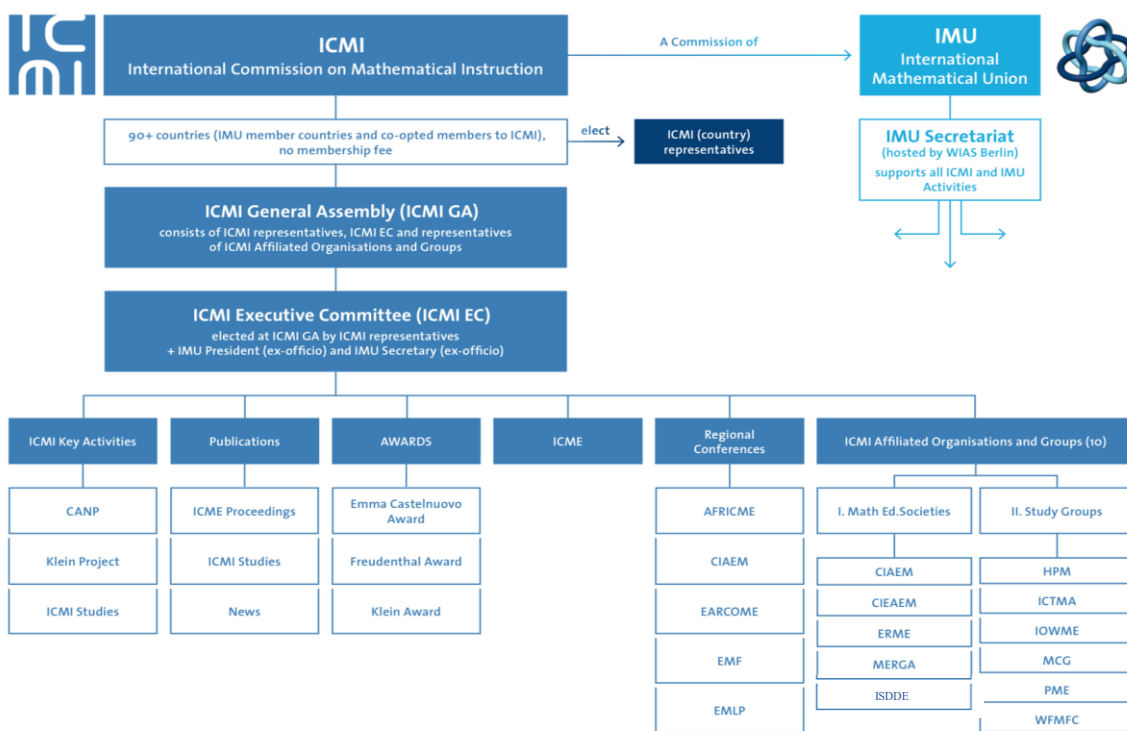 IC
MI
ICMI
International Commission on Mathematical Instruction
A Commission of
IMU
International
Mathematical Union
90+ countries (IMU member countries and co-opted members to ICMI),
no membership fee
elect
ICMI (country)
representatives
IMU Secretariat
(hosted by WIAS Berlin)
supports all ICMI and IMU
Activities
ICMI General Assembly (ICMI GA)
consists of ICMI representatives, ICMI EC and representatives
of ICMI Affiliated Organisations and Groups
ICMI Executive Committee (ICMI EC)
elected at ICMI GA by ICMI representatives
+ IMU President (ex-officio) and IMU Secretary (ex-officio)
ICMI Key Activities
CANP
Klein Project
ICMI Studies
Publications
ICME Proceedings
ICMI Studies
News
AWARDS
Emma Castelnuovo
Award
Freudenthal Award
Klein Award
ICME
Regional
Conferences
AFRICME
CIAEM
EARCOME
EMF
EMLP
ICMI Affiliated Organisations and Groups (10)
I. Math Ed.Societies
CIAEM
CIEAEM
ERME
MERGA
ISDDE
II. Study Groups
HPM
ICTMA
IOWME
MCG
PME
WFMFC